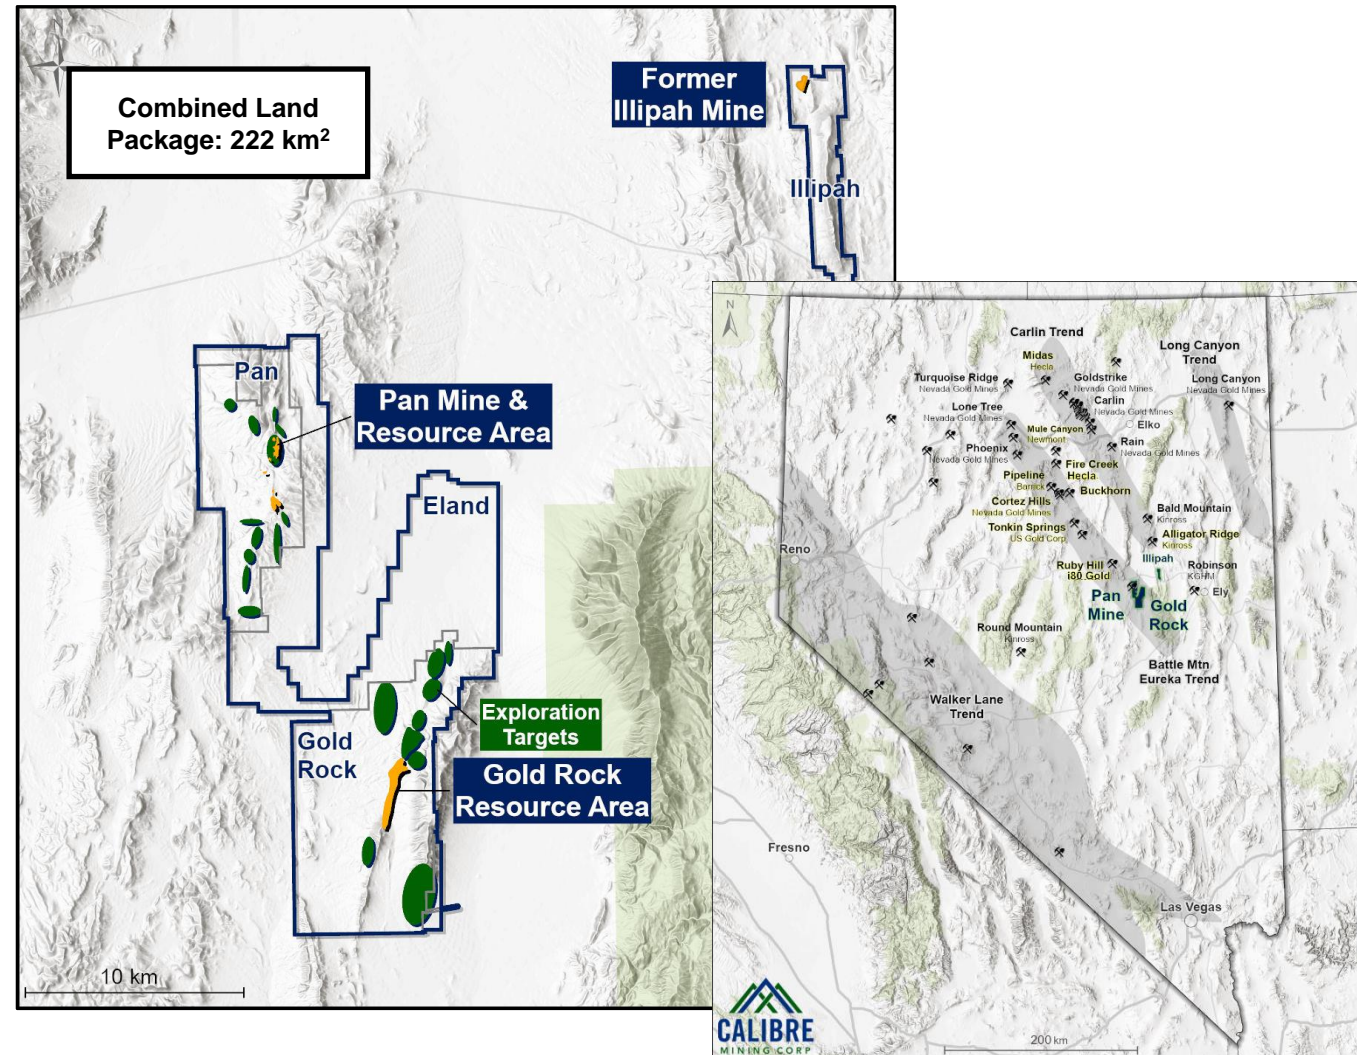 Combined Land
Package: 222 km²
Former
Illipah Mine
Illipah
Pan
Pan Mine &
Resource Area
Eland
Exploration
Targets
Gold
Rock
Gold Rock
Resource Area
10 km
N
Carlin Trend
Long Canyon
Trend
Midas
Hecla
Turquoise Ridge
Nevada Gold Mines
Goldstrike
Nevada Gold Mines
Long Canyon
Nevada Gold Mines
Carlin
Nevada Gold Mines
Lone Tree
Nevada Gold Mines
Elko
Mule Canyon
Newmont
Rain
Nevada Gold Mines
Phoenix
Nevada Gold Mines
Fire Creek
Hecla
Pipeline
Barrick
Buckhorn
Cortez Hills
Nevada Gold Mines
Bald Mountain
Kinross
Tonkin Springs
US Gold Corp
Alligator Ridge
Kinross
Reno
Illipah
Ruby Hill
i80 Gold
Robinson
KGHM
Ely
Pan
Mine
Gold
Rock
Round Mountain
Kinross
Battle Mtn
Eureka Trend
Walker Lane
Trend
Fresno
Las Vegas
200 km
CALIBRE
MINING CORP